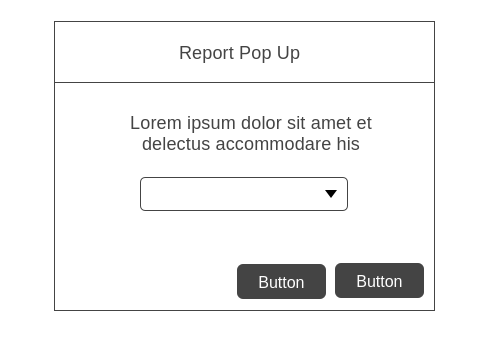 Report Pop Up
Lorem ipsum dolor sit amet et
delectus accommodare his
Button Button